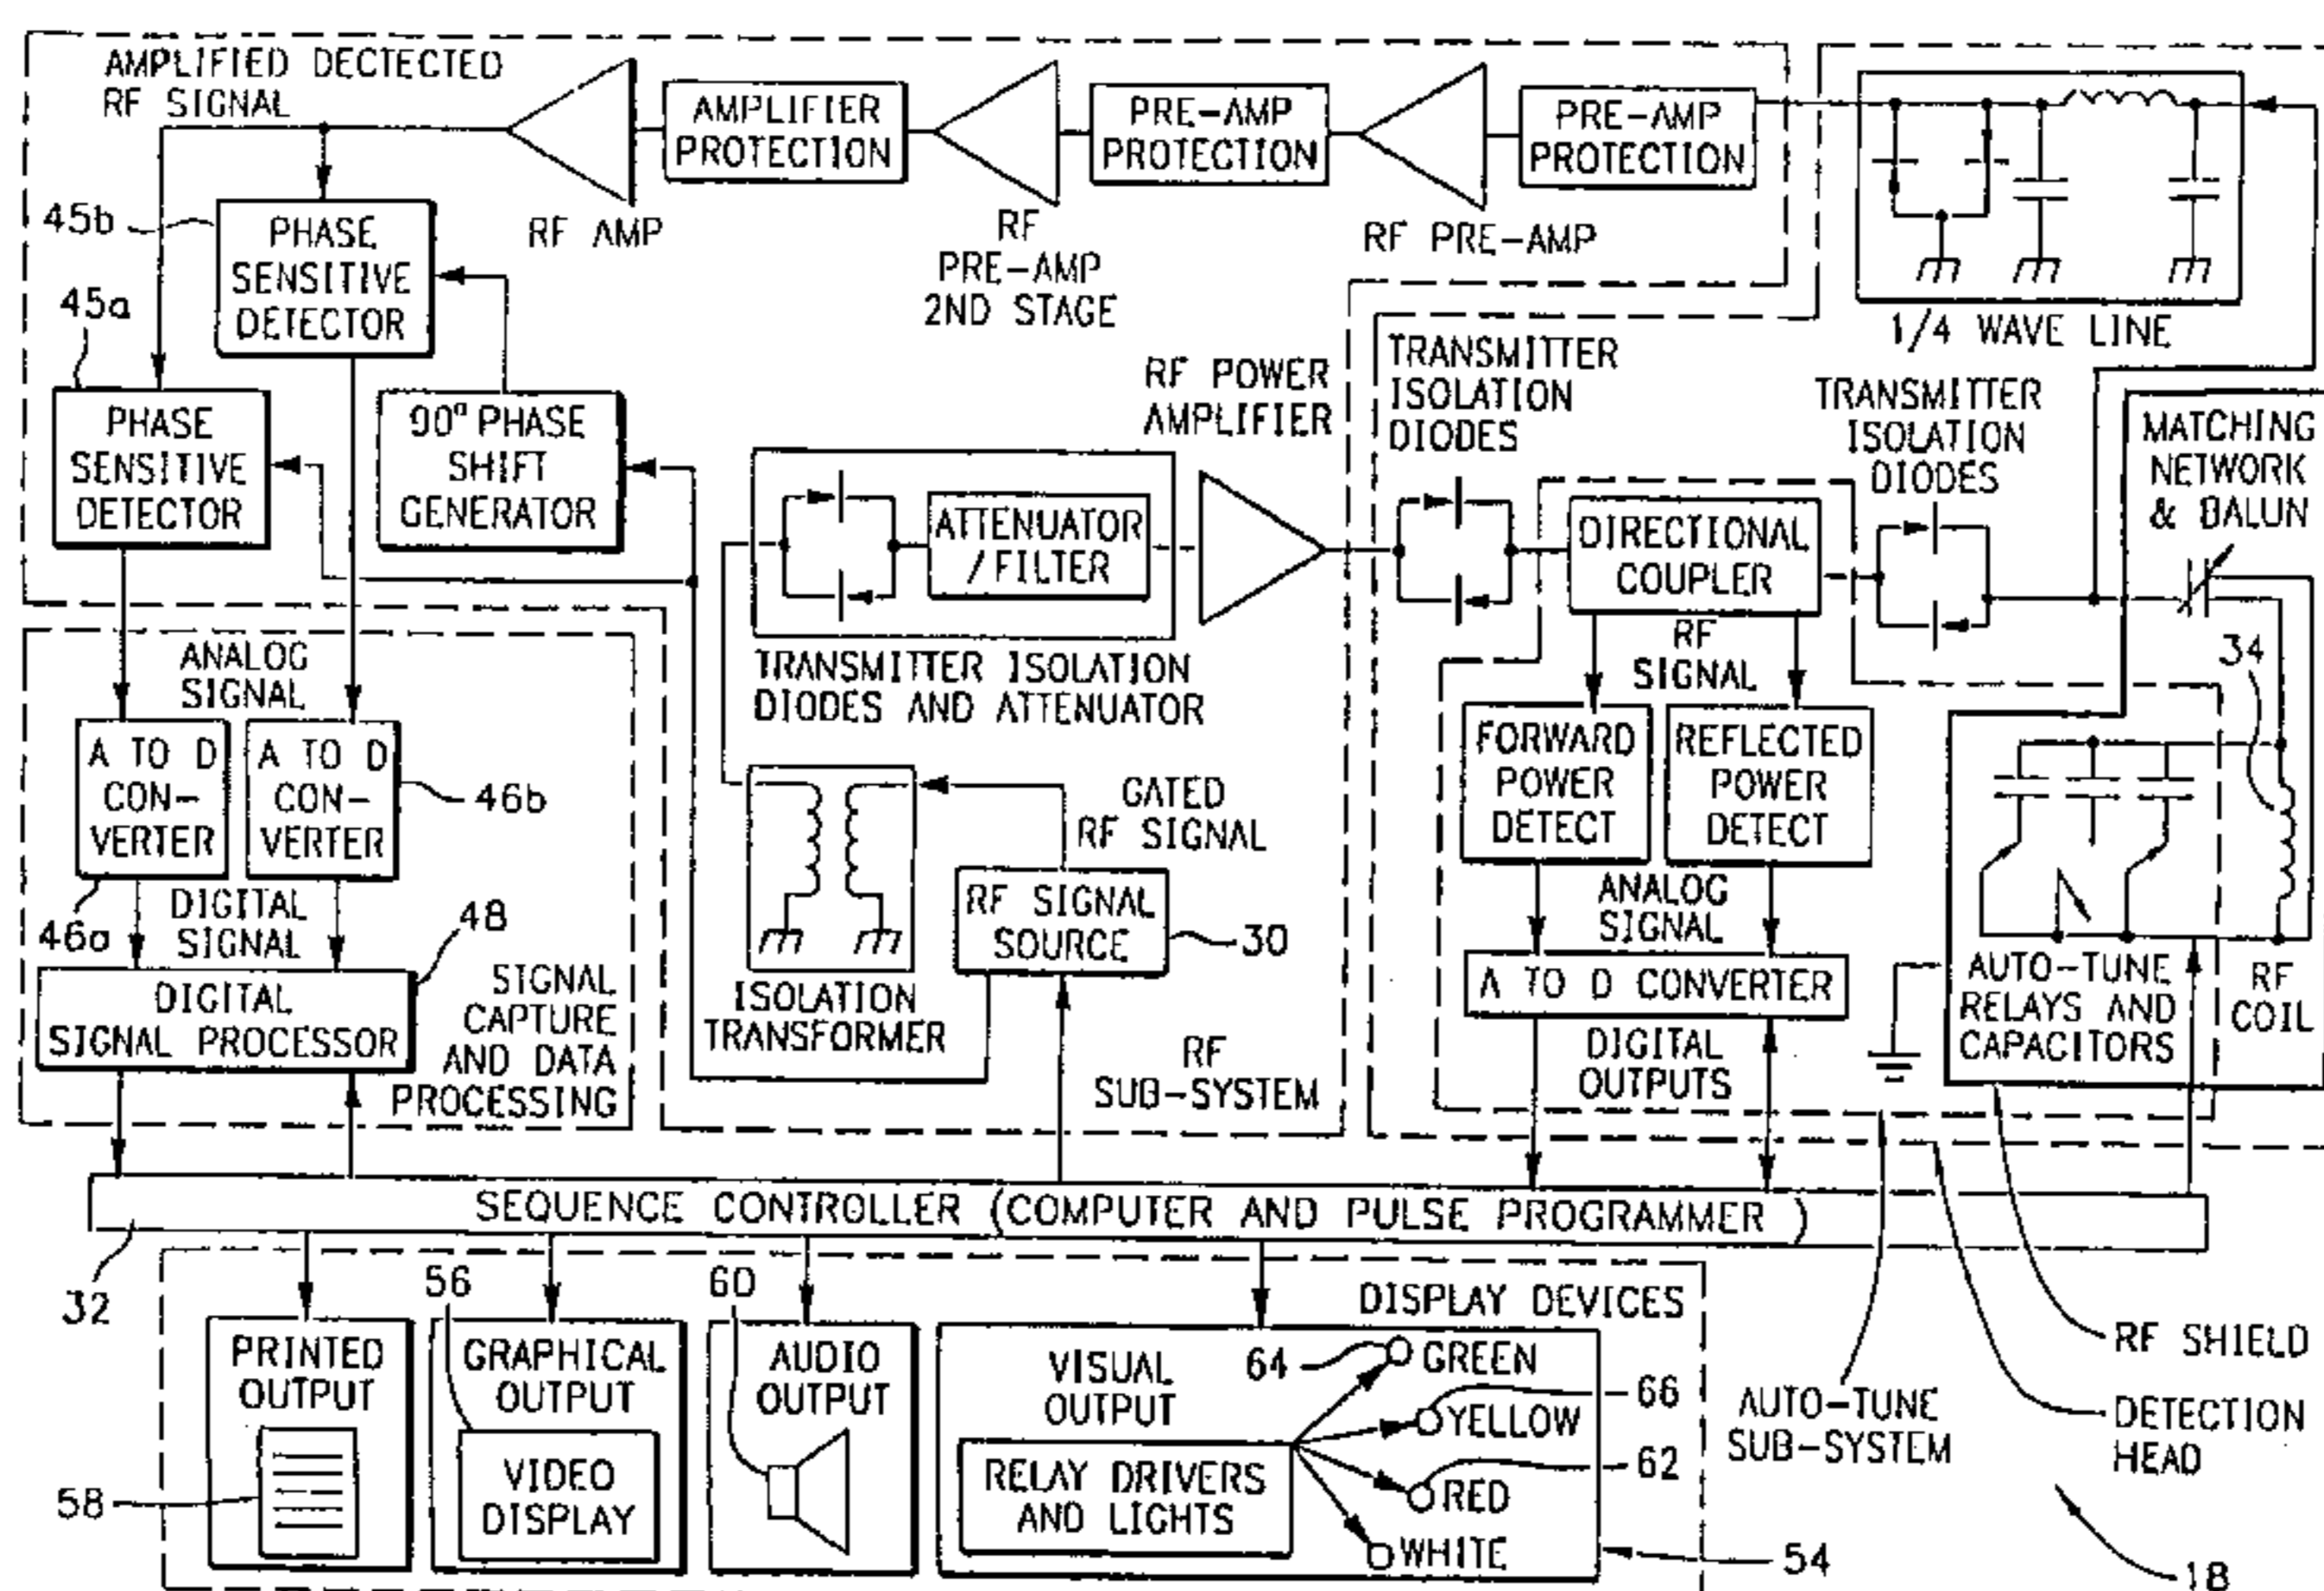 AMPLIFIED DECTECTED
RF SIGNAL
AMPLIFIER
PROTECTION
PRE-AMP
PROTECTION
PRE-AMP
PROTECTION
45b
PHASE
SENSITIVE
DETECTOR
RF AMP
RF
PRE-AMP
2ND STAGE
RF PRE-AMP
1/4 WAVE LINE
45a
PHASE
SENSITIVE
DETECTOR
90° PHASE
SHIFT
GENERATOR
RF POWER
AMPLIFIER
TRANSMITTER
ISOLATION
DIODES
TRANSMITTER
ISOLATION
DIODES
MATCHING
NETWORK
& BALUN
ATTENUATOR
/FILTER
DIRECTIONAL
COUPLER
ANALOG
SIGNAL
TRANSMITTER ISOLATION
DIODES AND ATTENUATOR
RF
SIGNAL
34
A TO D
CON-
VERTER
A TO D
CON-
VERTER
46b
GATED
RF SIGNAL
FORWARD
POWER
DETECT
REFLECTED
POWER
DETECT
46a
DIGITAL
SIGNAL
48
RF SIGNAL
SOURCE
30
ANALOG
SIGNAL
DIGITAL
SIGNAL PROCESSOR
SIGNAL
CAPTURE
AND DATA
PROCESSING
ISOLATION
TRANSFORMER
RF
SUB-SYSTEM
A TO D CONVERTER
DIGITAL
OUTPUTS
AUTO-TUNE
RELAYS AND
CAPACITORS
RF
COIL
SEQUENCE CONTROLLER (COMPUTER AND PULSE PROGRAMMER )
32
56
60
DISPLAY DEVICES
PRINTED
OUTPUT
58
GRAPHICAL
OUTPUT
VIDEO
DISPLAY
AUDIO
OUTPUT
VISUAL
OUTPUT
RELAY DRIVERS
AND LIGHTS
64
GREEN
66
YELLOW
62
RED
WHITE
54
AUTO-TUNE
SUB-SYSTEM
RF SHIELD
DETECTION
HEAD
18